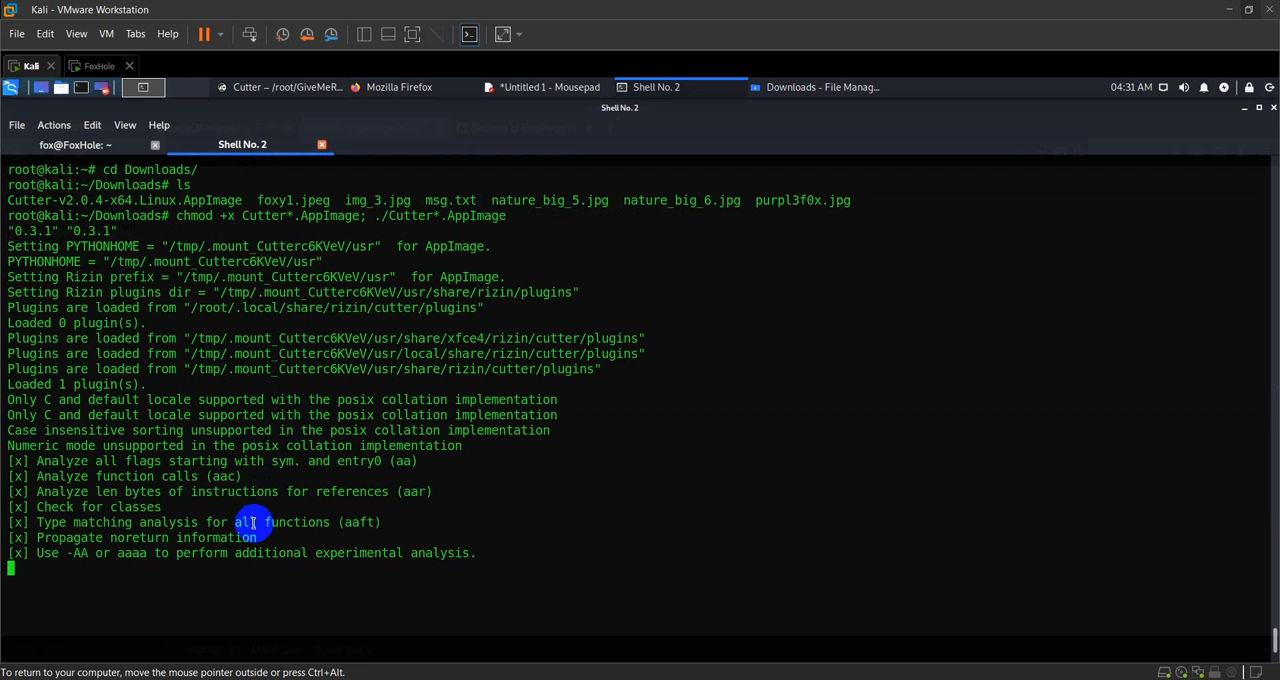 Kali - VMware Workstation
File Edit View VM Tabs Help
Kali FoxHole
Cutter – /root/GiveMeR... Mozilla Firefox *Untitled 1 - Mousepad Shell No. 2 Downloads - File Manag... 04:31 AM
Shell No. 2
File Actions Edit View Help
fox@FoxHole: ~ Shell No. 2
root@kali:~# cd Downloads/
root@kali:~/Downloads# ls
Cutter-v2.0.4-x64.Linux.AppImage foxy1.jpeg img_3.jpg msg.txt nature_big_5.jpg nature_big_6.jpg purpl3f0x.jpg
root@kali:~/Downloads# chmod +x Cutter*.AppImage; ./Cutter*.AppImage
"0.3.1" "0.3.1"
Setting PYTHONHOME = "/tmp/.mount_Cutterc6KVeV/usr" for AppImage.
PYTHONHOME = "/tmp/.mount_Cutterc6KVeV/usr"
Setting Rizin prefix = "/tmp/.mount_Cutterc6KVeV/usr" for AppImage.
Setting Rizin plugins dir = "/tmp/.mount_Cutterc6KVeV/usr/share/rizin/plugins"
Plugins are loaded from "/root/.local/share/rizin/cutter/plugins"
Loaded 0 plugin(s).
Plugins are loaded from "/tmp/.mount_Cutterc6KVeV/usr/share/xfce4/rizin/cutter/plugins"
Plugins are loaded from "/tmp/.mount_Cutterc6KVeV/usr/local/share/rizin/cutter/plugins"
Plugins are loaded from "/tmp/.mount_Cutterc6KVeV/usr/share/rizin/cutter/plugins"
Loaded 1 plugin(s).
Only C and default locale supported with the posix collation implementation
Only C and default locale supported with the posix collation implementation
Case insensitive sorting unsupported in the posix collation implementation
Numeric mode unsupported in the posix collation implementation
[x] Analyze all flags starting with sym. and entry0 (aa)
[x] Analyze function calls (aac)
[x] Analyze len bytes of instructions for references (aar)
[x] Check for classes
[x] Type matching analysis for all functions (aaft)
[x] Propagate noreturn information
[x] Use -AA or aaaa to perform additional experimental analysis.
To return to your computer, move the mouse pointer outside or press Ctrl+Alt.